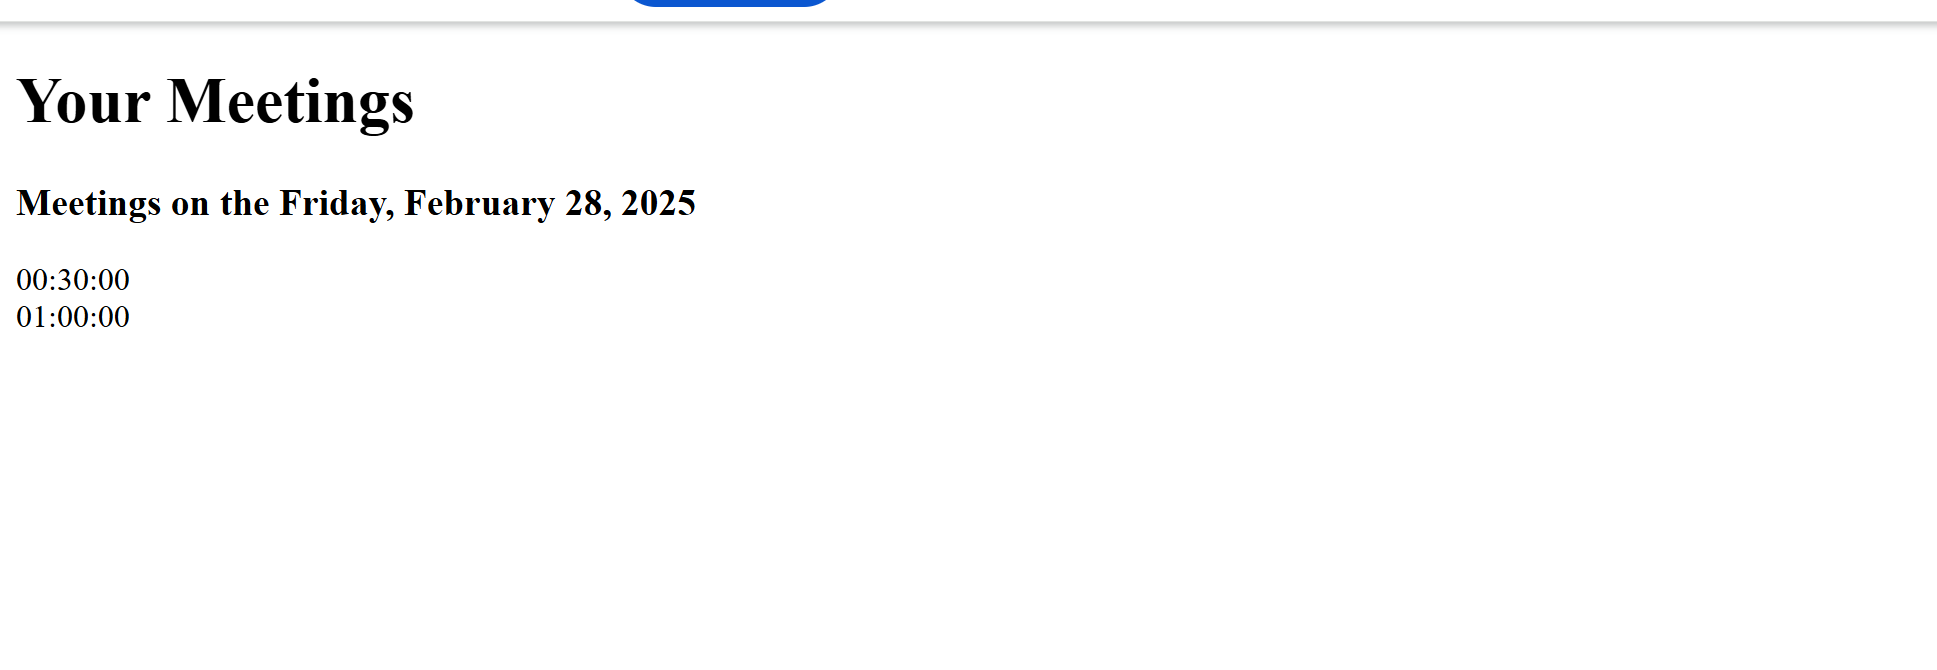 Your Meetings
Meetings on the Friday, February 28, 2025
00:30:00
01:00:00